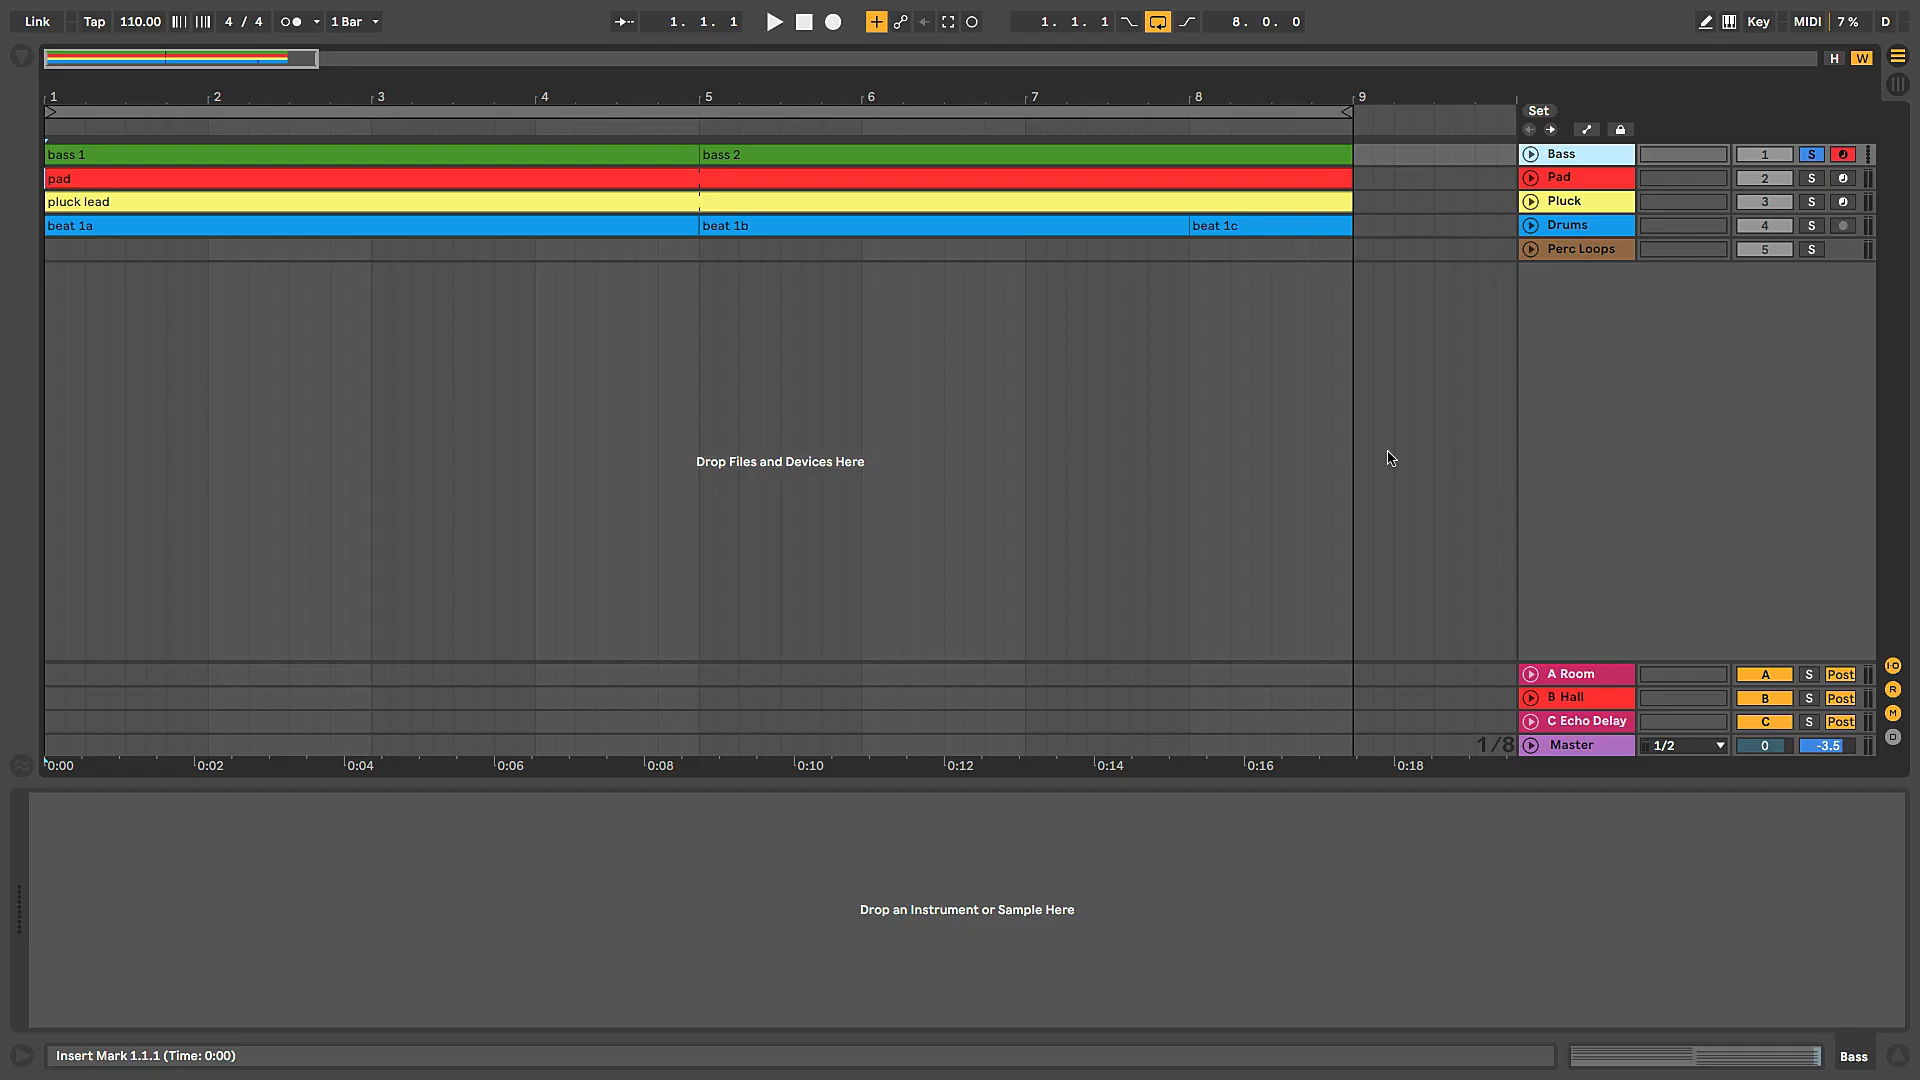 Link Tap 110.00 4 / 4 1 Bar 1. 1. 1 1. 1. 1 8. 0. 0 Key MIDI 7 % D
H W
1 2 3 4 5 6 7 8 9
Set
bass 1 bass 2 Bass 1 S
pad Pad 2 S
pluck lead Pluck 3 S
beat 1a beat 1b beat 1c Drums 4 S
Perc Loops 5 S
Drop Files and Devices Here
A Room A S Post
B Hall B S Post
C Echo Delay C S Post
1/8 Master 1/2 0 -3.5
I·O
R
M
D
0:00 0:02 0:04 0:06 0:08 0:10 0:12 0:14 0:16 0:18
Drop an Instrument or Sample Here
Insert Mark 1.1.1 (Time: 0:00) Bass